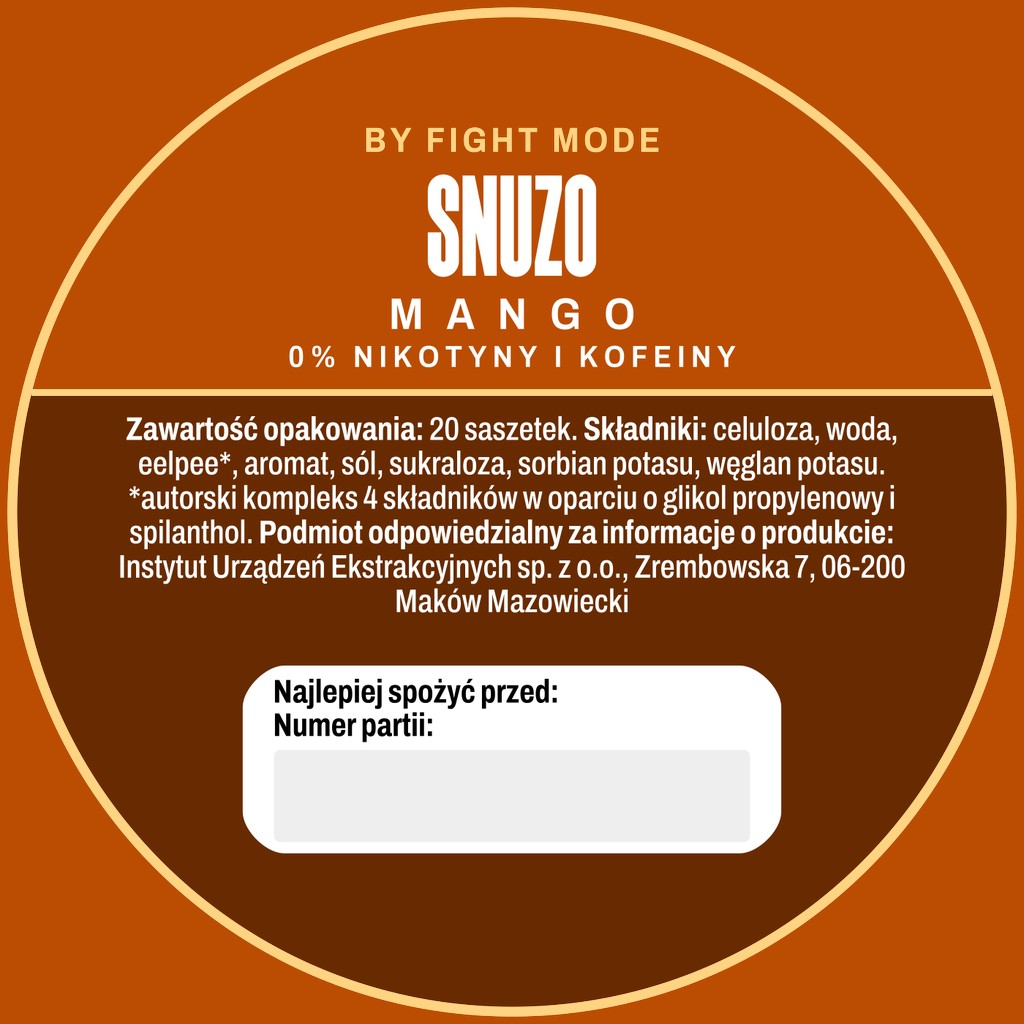 BY FIGHT MODE
SNUZO
MANGO
0% NIKOTYNY I KOFEINY
Zawartość opakowania: 20 saszetek. Składniki: celuloza, woda,
eelpee*, aromat, sól, sukraloza, sorbian potasu, węglan potasu.
*autorski kompleks 4 składników w oparciu o glikol propylenowy i
spilanthol. Podmiot odpowiedzialny za informacje o produkcie:
Instytut Urządzeń Ekstrakcyjnych sp. z o.o., Zrembowska 7, 06-200
Maków Mazowiecki
Najlepiej spożyć przed:
Numer partii: